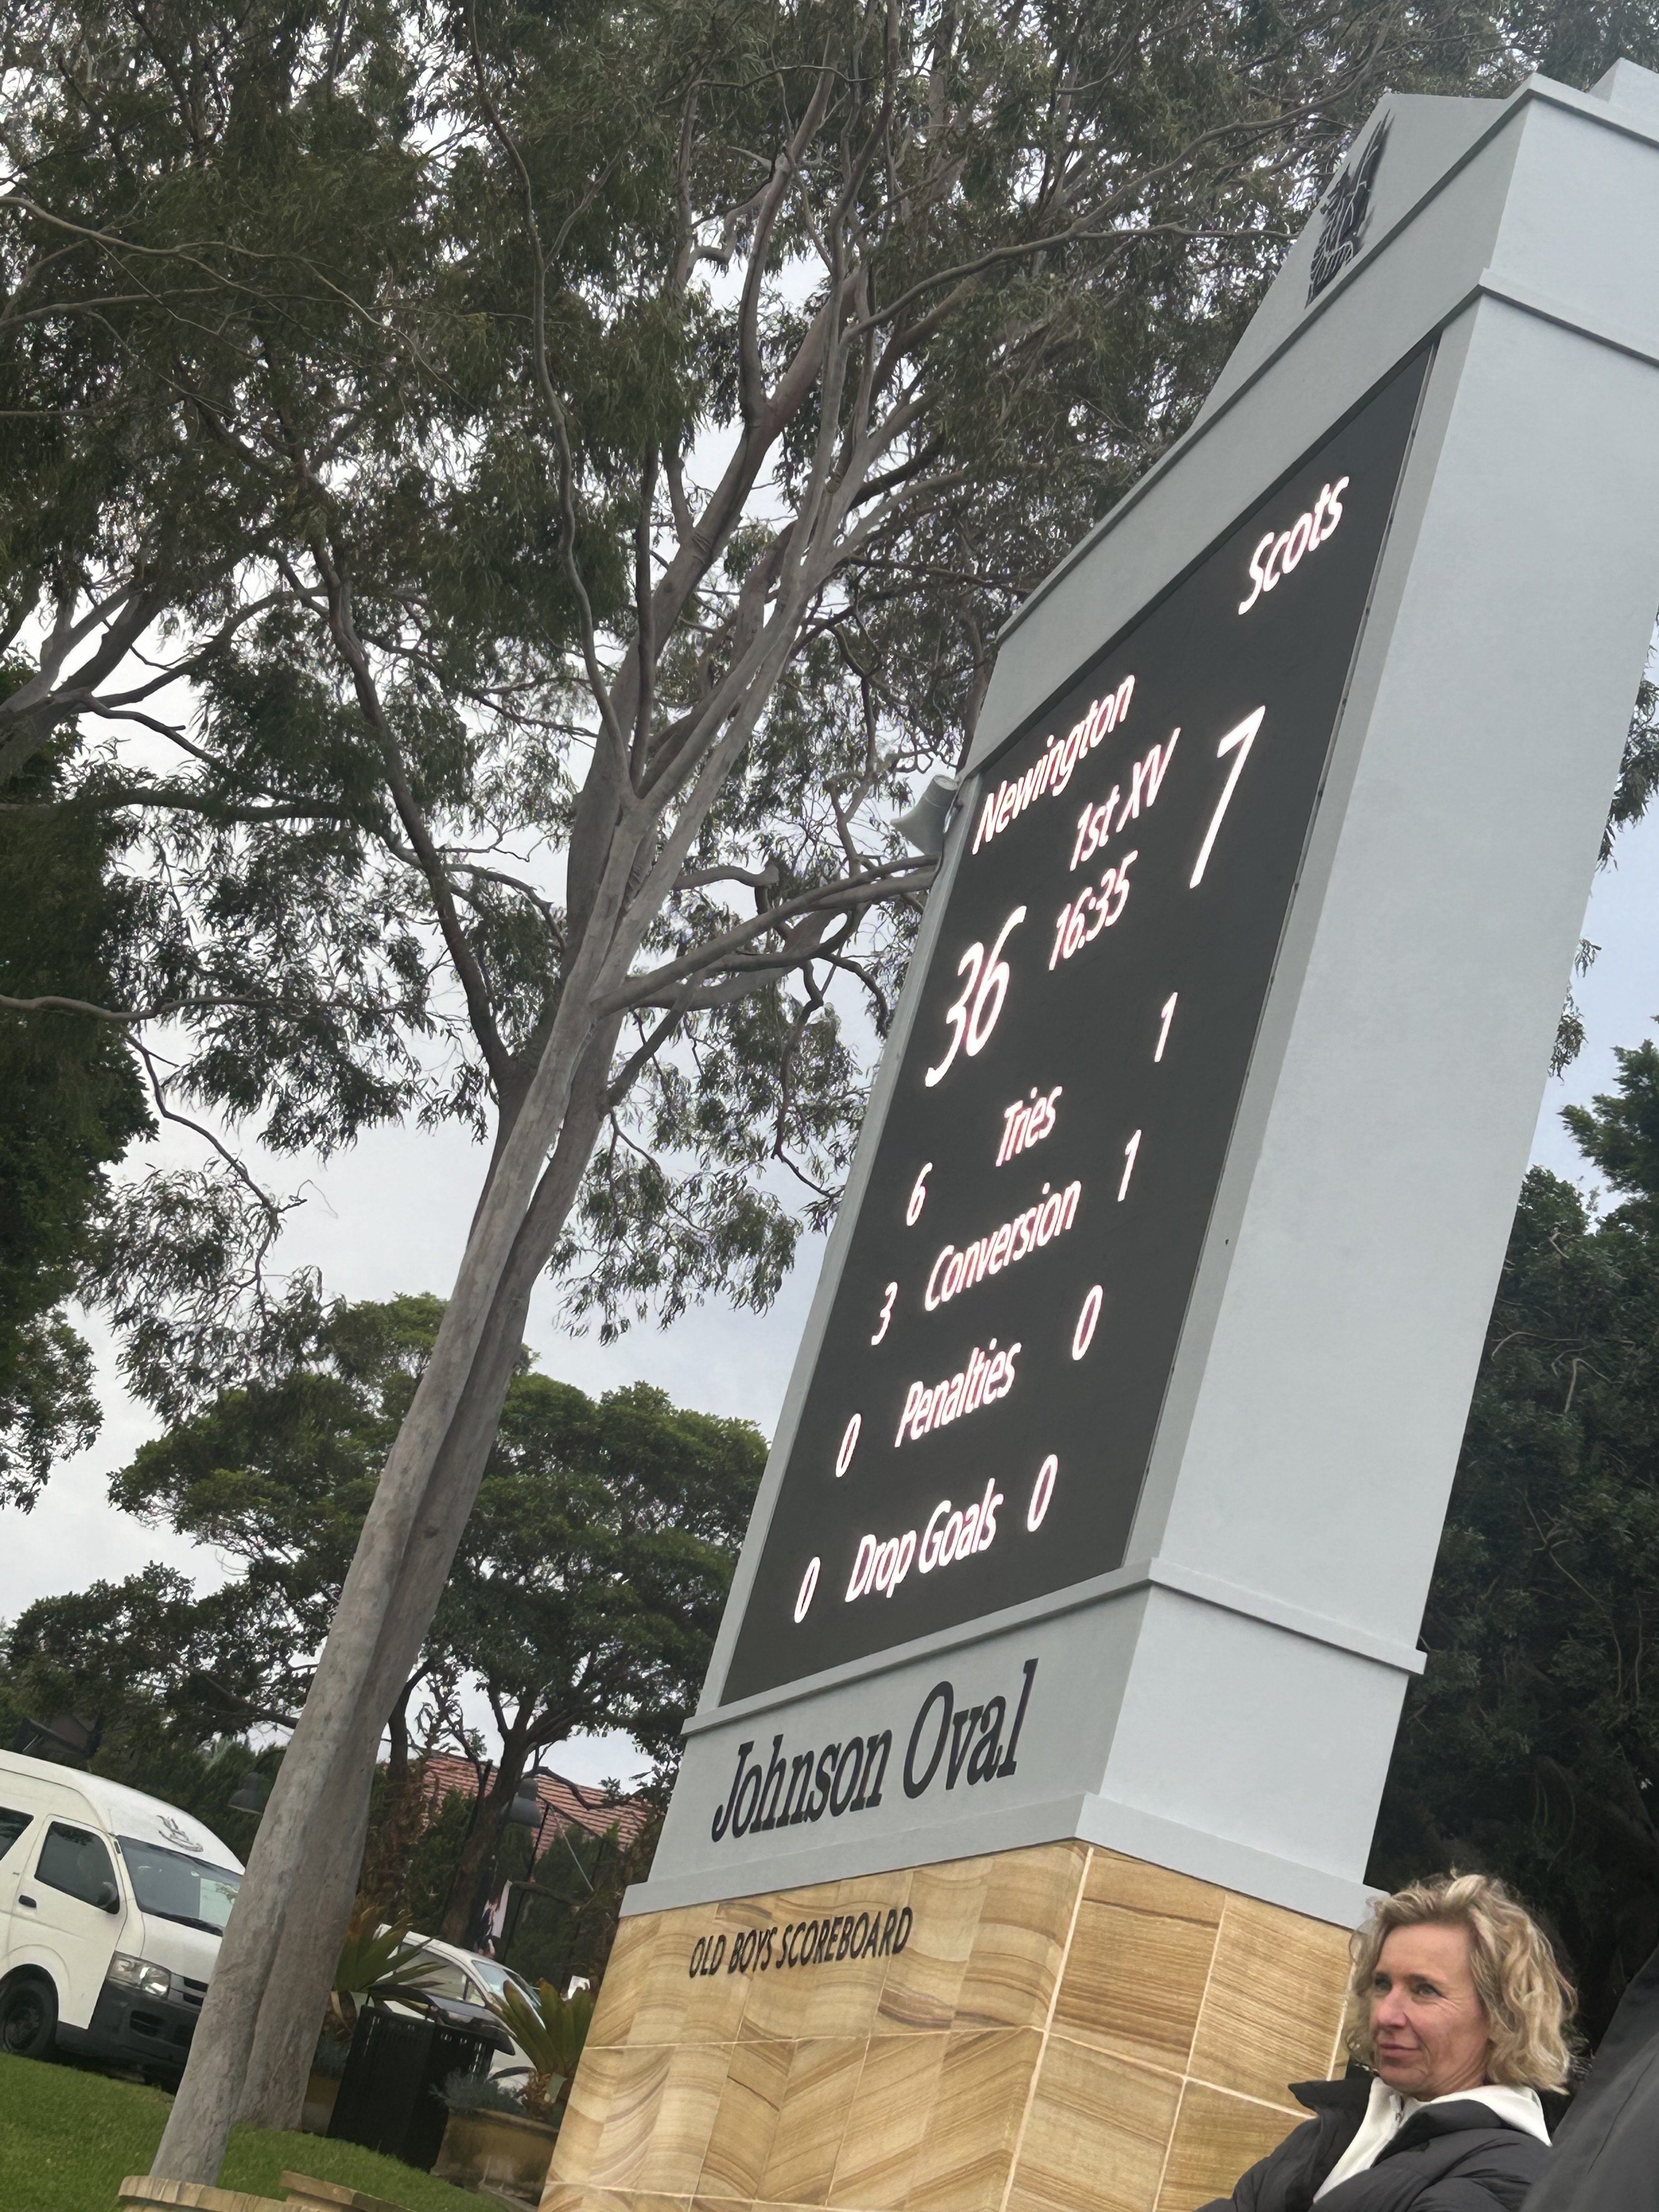 Newington Scots
1st XV
36 16:35 7
6 Tries 1
3 Conversion 1
0 Penalties 0
0 Drop Goals 0
Johnson Oval
OLD BOYS SCOREBOARD